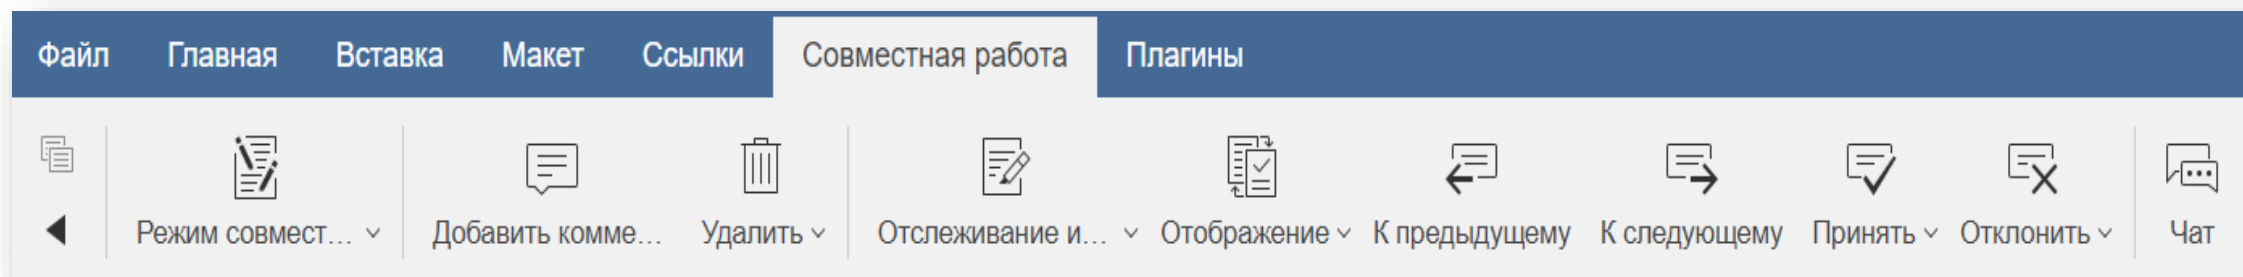 Файл Главная Вставка Макет Ссылки Совместная работа Плагины
Режим совмест... Добавить комме... Удалить Отслеживание и... Отображение К предыдущему К следующему Принять Отклонить Чат